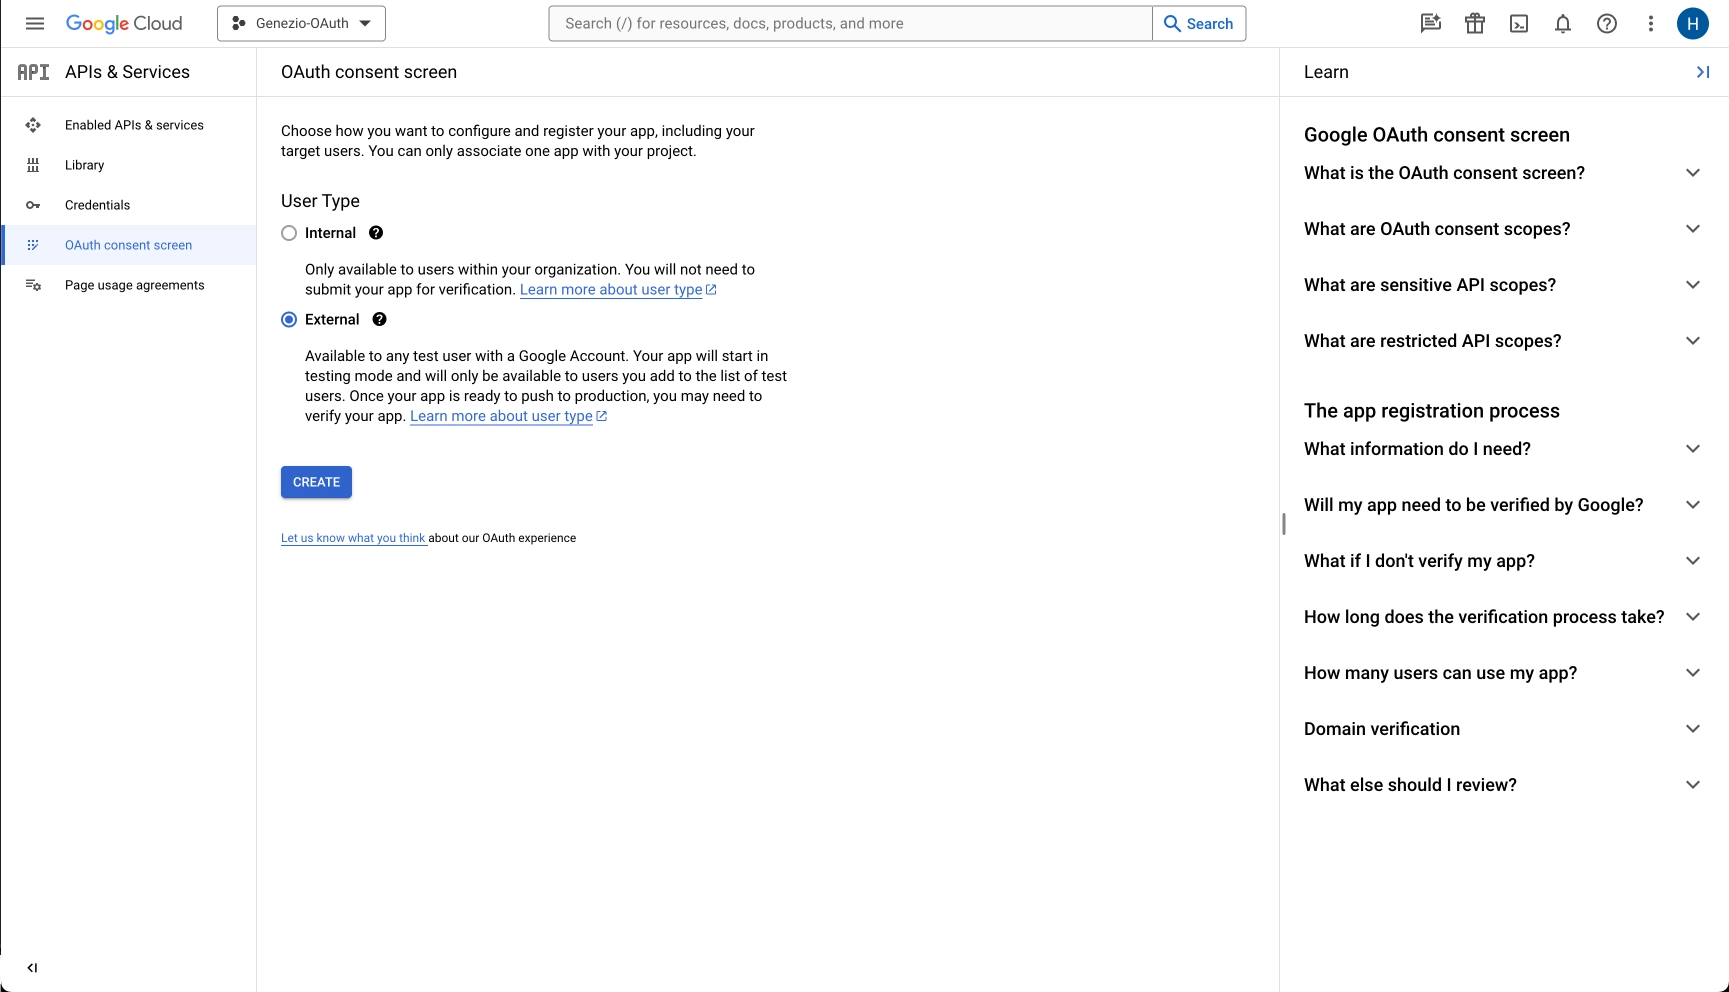 Google Cloud
Genezio-OAuth
Search (/) for resources, docs, products, and more
Search
H
API
APIs & Services
Enabled APIs & services
Library
Credentials
OAuth consent screen
Page usage agreements
OAuth consent screen
Choose how you want to configure and register your app, including your
target users. You can only associate one app with your project.
User Type
Internal
Only available to users within your organization. You will not need to
submit your app for verification. Learn more about user type
External
Available to any test user with a Google Account. Your app will start in
testing mode and will only be available to users you add to the list of test
users. Once your app is ready to push to production, you may need to
verify your app. Learn more about user type
CREATE
Let us know what you think about our OAuth experience
Learn
Google OAuth consent screen
What is the OAuth consent screen?
What are OAuth consent scopes?
What are sensitive API scopes?
What are restricted API scopes?
The app registration process
What information do I need?
Will my app need to be verified by Google?
What if I don't verify my app?
How long does the verification process take?
How many users can use my app?
Domain verification
What else should I review?